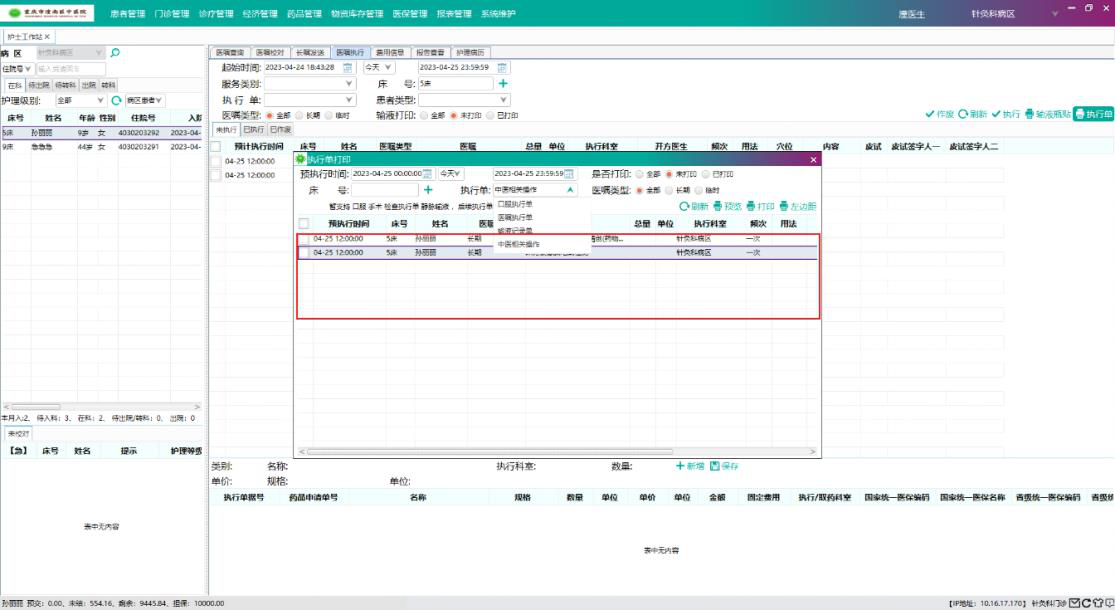 重庆市潼南区中医院 患者管理 门诊管理 诊疗管理 经济管理 药品管理 物资库存管理 医保管理 报表管理 系统维护 潼医生 针灸科病区
护士工作站 ×
病 区 针灸科病区
住院号
在科 待出院 待转科 出院 转科
护理级别: 全部 病区患者
床号 姓名 年龄 性别 住院号 入院
5床 孙丽丽 9岁 女 4030203292 2023-04-
9床 急急急 44岁 女 4030203291 2023-04-
本月入:2, 待入科: 3, 在科: 2, 待出院/转科: 0, 出院: 0
未校对
【急】 床号 姓名 提示 护理等级
表中无内容
医嘱查询 医嘱校对 长嘱发送 医嘱执行 费用信息 报告查看 护理病历
起始时间: 2023-04-24 18:43:28 今天 2023-04-25 23:59:59
服务类别: 床 号: 5床
执 行 单: 患者类型:
医嘱类型: 全部 长期 临时 输液打印: 全部 未打印 已打印
作废 刷新 执行 输液瓶贴 执行单
未执行 已执行 已作废
预计执行时间 床号 姓名 医嘱类型 医嘱 总量 单位 执行科室 开方医生 频次 用法 穴位 内容 皮试 皮试签字人一 皮试签字人二
04-25 12:00:00
04-25 12:00:00
执行单打印
预执行时间: 2023-04-25 00:00:00 今天 2023-04-25 23:59:59 是否打印: 全部 未打印 已打印
床 号: 执行单: 中医相关操作 医嘱类型: 全部 长期 临时
暂支持 口服 手术 检查执行单 静脉输液, 后续执行单
刷新 预览 打印 左边距
口服执行单
医嘱执行单
输液记录单
中医相关操作
预执行时间 床号 姓名 医嘱 总量 单位 执行科室 频次 用法
04-25 12:00:00 5床 孙丽丽 长期 针灸科病区 一次
04-25 12:00:00 5床 孙丽丽 长期 针灸科病区 一次
类别: 名称: 执行科室: 数量: 新增 保存
单价: 规格: 单位:
执行单据号 药品申请单号 名称 规格 数量 单位 单价 单位 金额 固定费用 执行/取药科室 国家统一医保编码 国家统一医保名称 省级统一医保编码 省级统
表中无内容
孙丽丽 预交: 0.00, 未结: 554.16, 剩余: 9445.84, 担保: 10000.00 【IP地址: 10.16.17.170】 针灸科门诊